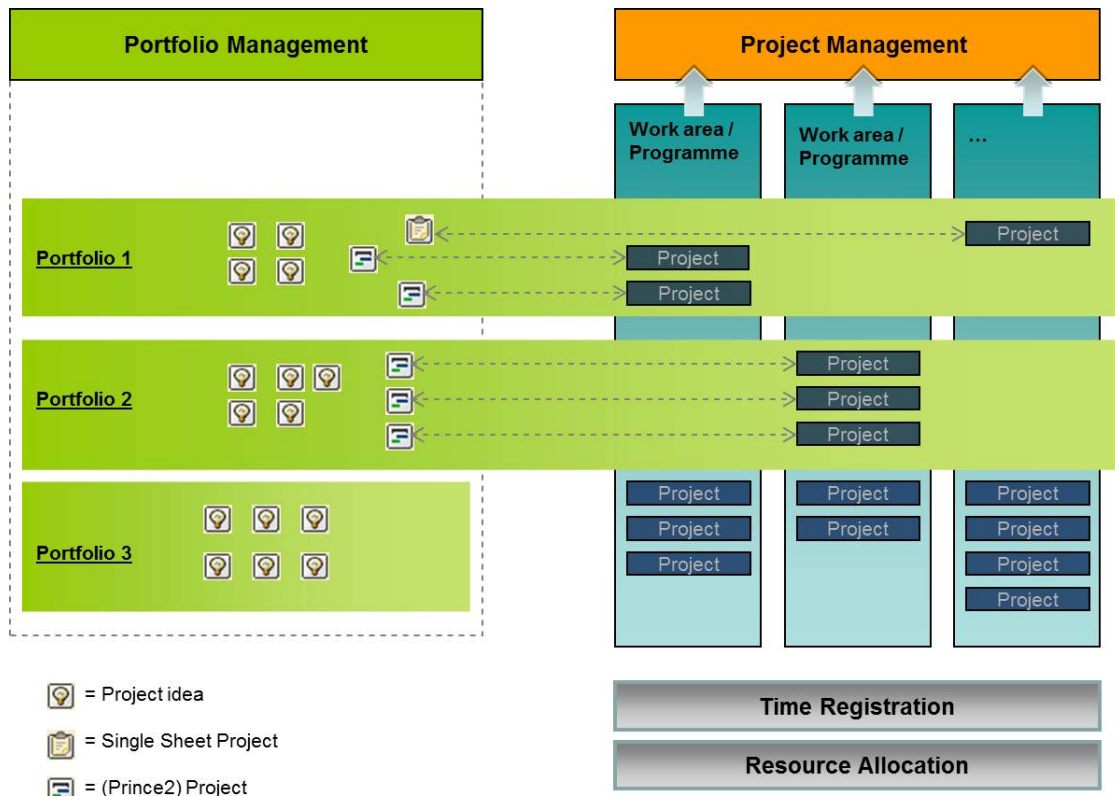 Portfolio Management
Project Management
Work area /
Programme
Work area /
Programme
...
Portfolio 1
Project
Project
Project
Portfolio 2
Project
Project
Project
Portfolio 3
Project
Project
Project
Project
Project
Project
Project
Project
Project
= Project idea
= Single Sheet Project
= (Prince2) Project
Time Registration
Resource Allocation